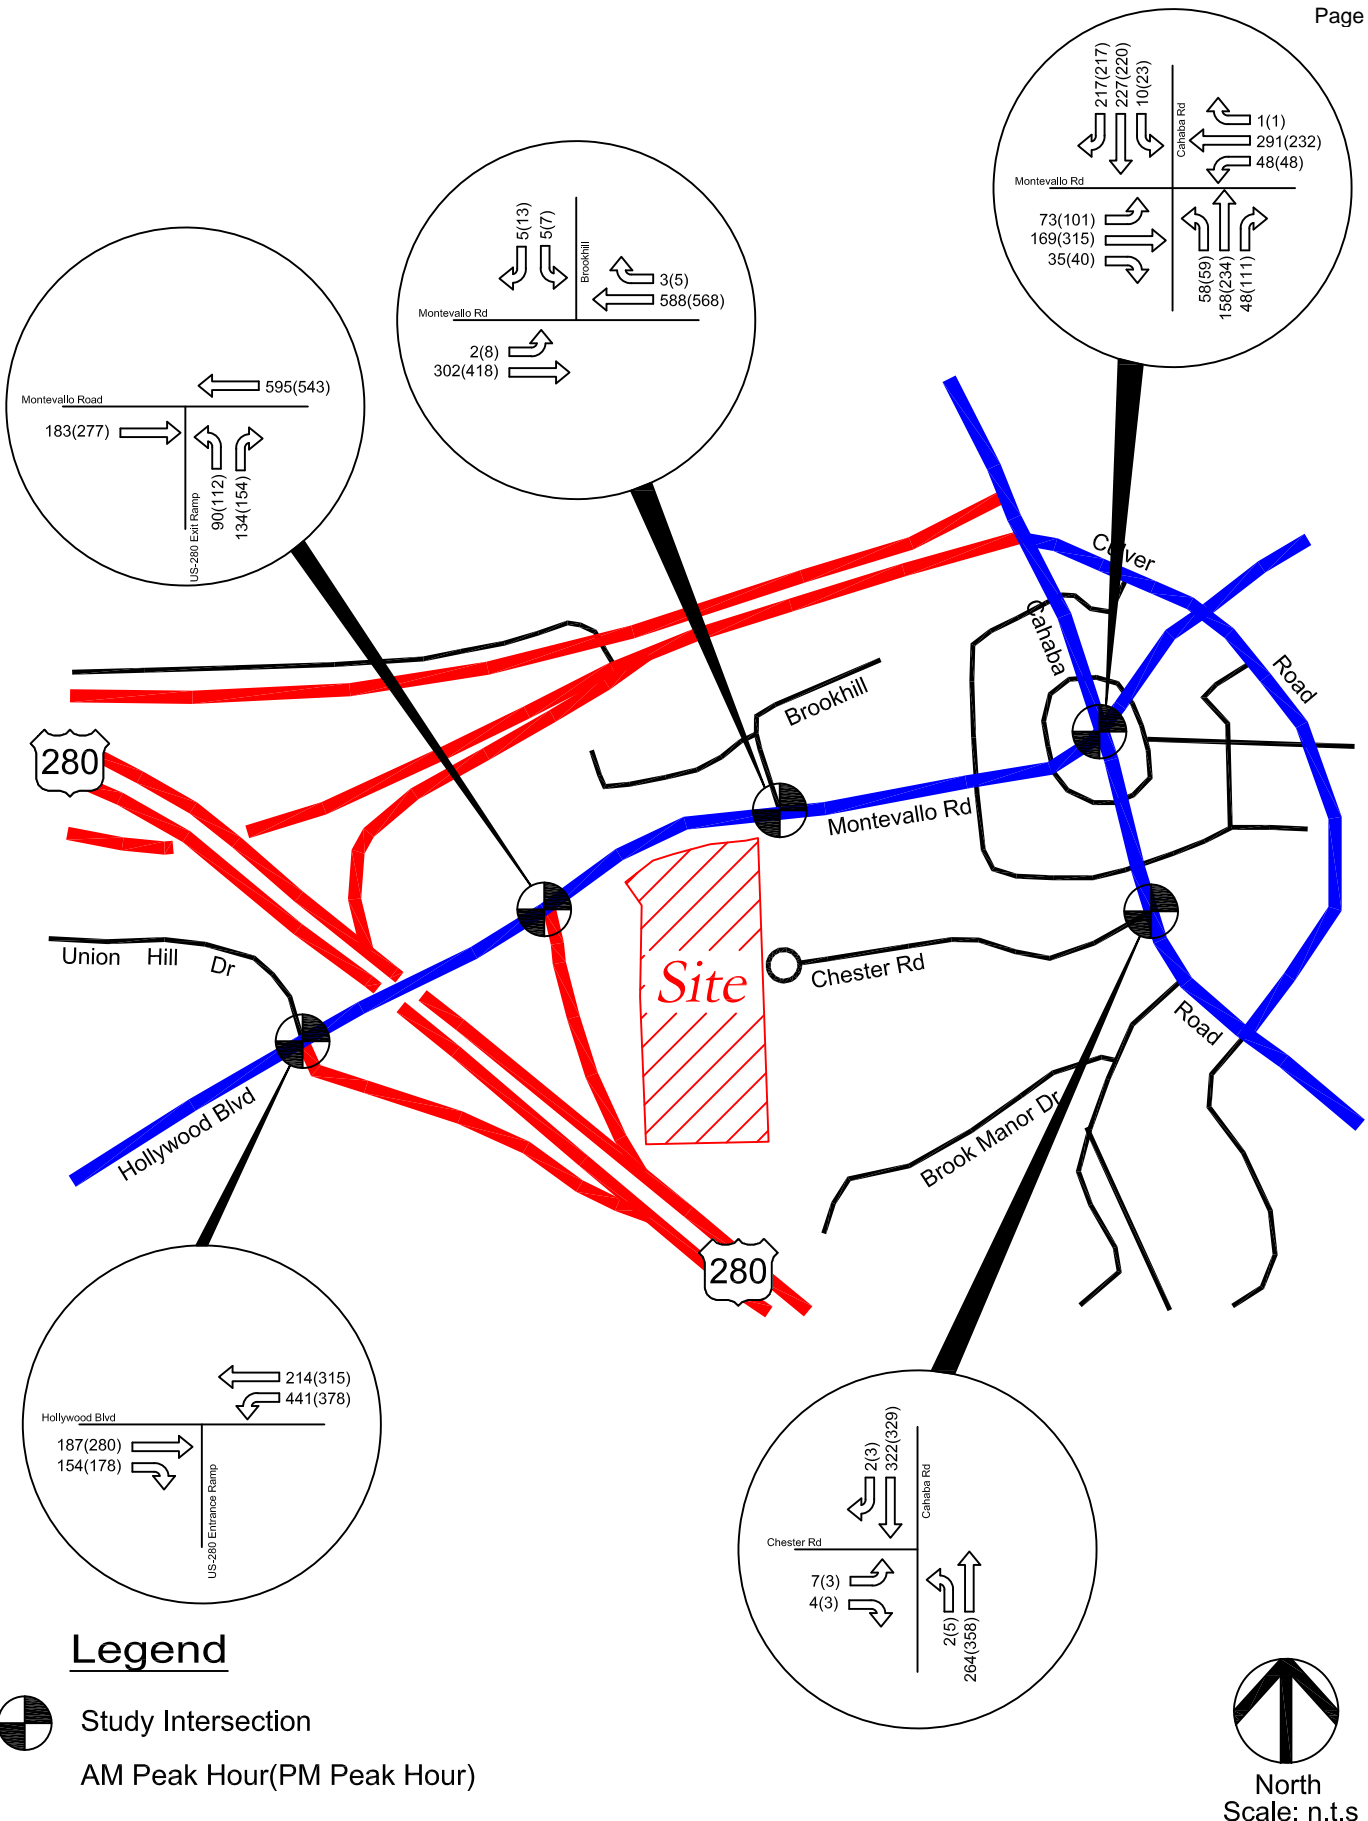 Page
217(217)
227(220)
10(23)
Cahaba Rd
1(1)
291(232)
48(48)
Montevallo Rd
73(101)
169(315)
35(40)
58(59)
158(234)
48(111)
5(13)
5(7)
Brookhill
3(5)
588(568)
Montevallo Rd
2(8)
302(418)
595(543)
Montevallo Road
183(277)
90(112)
134(154)
US-280 Exit Ramp
Culver
Road
Cahaba
Brookhill
280
Montevallo Rd
Union Hill Dr
Site
Chester Rd
Road
Hollywood Blvd
Brook Manor Dr
280
214(315)
441(378)
Hollywood Blvd
187(280)
154(178)
US-280 Entrance Ramp
2(3)
322(329)
Cahaba Rd
Chester Rd
7(3)
4(3)
2(5)
264(358)
Legend
Study Intersection
AM Peak Hour(PM Peak Hour)
North
Scale: n.t.s